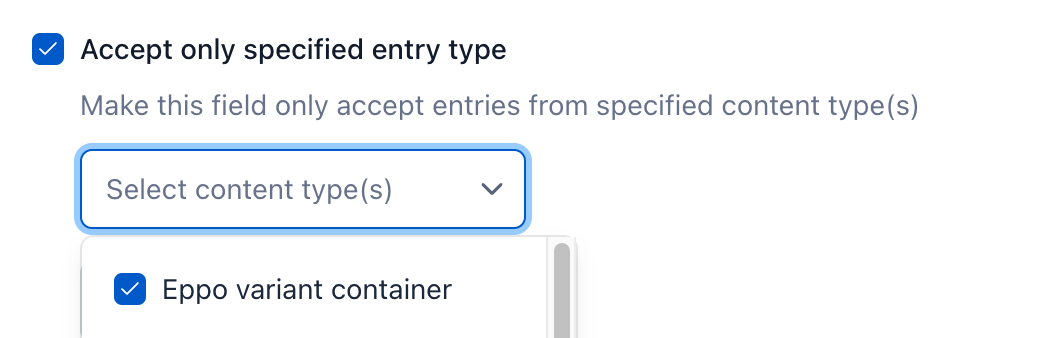 Accept only specified entry type
Make this field only accept entries from specified content type(s)
Select content type(s)
Eppo variant container